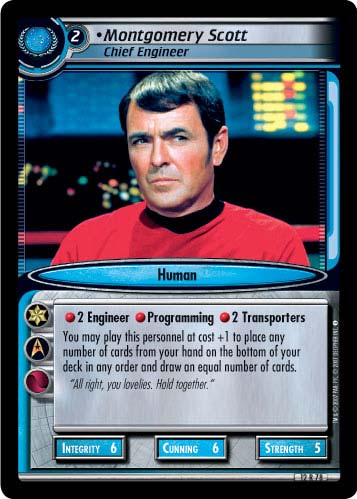 2
•Montgomery Scott
Chief Engineer
Human
2 Engineer Programming 2 Transporters
You may play this personnel at cost +1 to place any
number of cards from your hand on the bottom of your
deck in any order and draw an equal number of cards.
"All right, you lovelies. Hold together."
INTEGRITY 6 CUNNING 6 STRENGTH 5